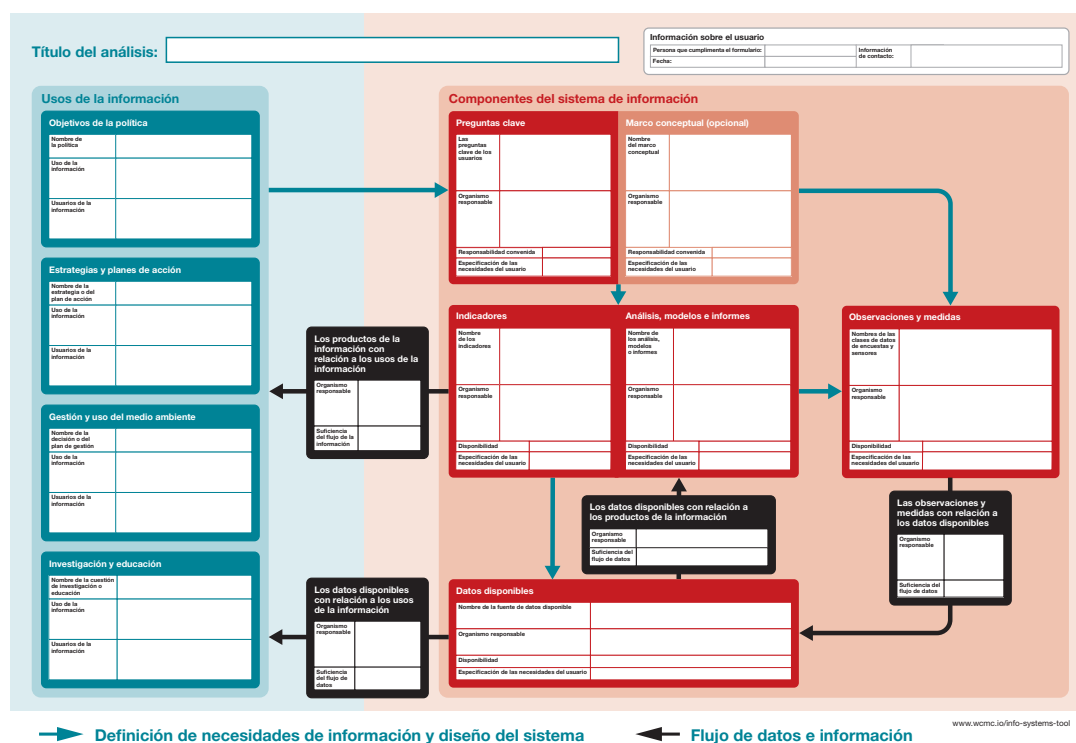 Título del análisis:
Información sobre el usuario
Persona que cumplimenta el formulario:
Información
de contacto:
Fecha:
Usos de la información
Objetivos de la política
Nombre de
la política
Uso de la
información
Usuarios de la
información
Estrategias y planes de acción
Nombre de la
estrategia o del
plan de acción
Uso de la
información
Usuarios de la
información
Gestión y uso del medio ambiente
Nombre de la
decisión o del
plan de gestión
Uso de la
información
Usuarios de la
información
Investigación y educación
Nombre de la cuestión
de investigación o
educación
Uso de la
información
Usuarios de la
información
Los productos de la
información con
relación a los usos de la
información
Organismo
responsable
Suficiencia
del flujo de la
información
Los datos disponibles
con relación a los usos
de la información
Organismo
responsable
Suficiencia
del flujo de
datos
Componentes del sistema de información
Preguntas clave
Las
preguntas
clave de los
usuarios
Organismo
responsable
Responsabilidad convenida
Especificación de las
necesidades del usuario
Marco conceptual (opcional)
Nombre
del marco
conceptual
Organismo
responsable
Responsabilidad convenida
Especificación de las
necesidades del usuario
Indicadores
Nombre
de los
indicadores
Organismo
responsable
Disponibilidad
Especificación de las
necesidades del usuario
Análisis, modelos e informes
Nombre de
los análisis,
modelos
o informes
Organismo
responsable
Disponibilidad
Especificación de las
necesidades del usuario
Observaciones y medidas
Nombres de las
clases de datos
de encuestas y
sensores
Organismo
responsable
Disponibilidad
Especificación de las
necesidades del usuario
Los datos disponibles con relación a
los productos de la información
Organismo
responsable
Suficiencia del
flujo de datos
Las observaciones y
medidas con relación a
los datos disponibles
Organismo
responsable
Suficiencia del
flujo de datos
Datos disponibles
Nombre de la fuente de datos disponible
Organismo responsable
Disponibilidad
Especificación de las necesidades del usuario
www.wcmc.io/info-systems-tool
Definición de necesidades de información y diseño del sistema
Flujo de datos e información